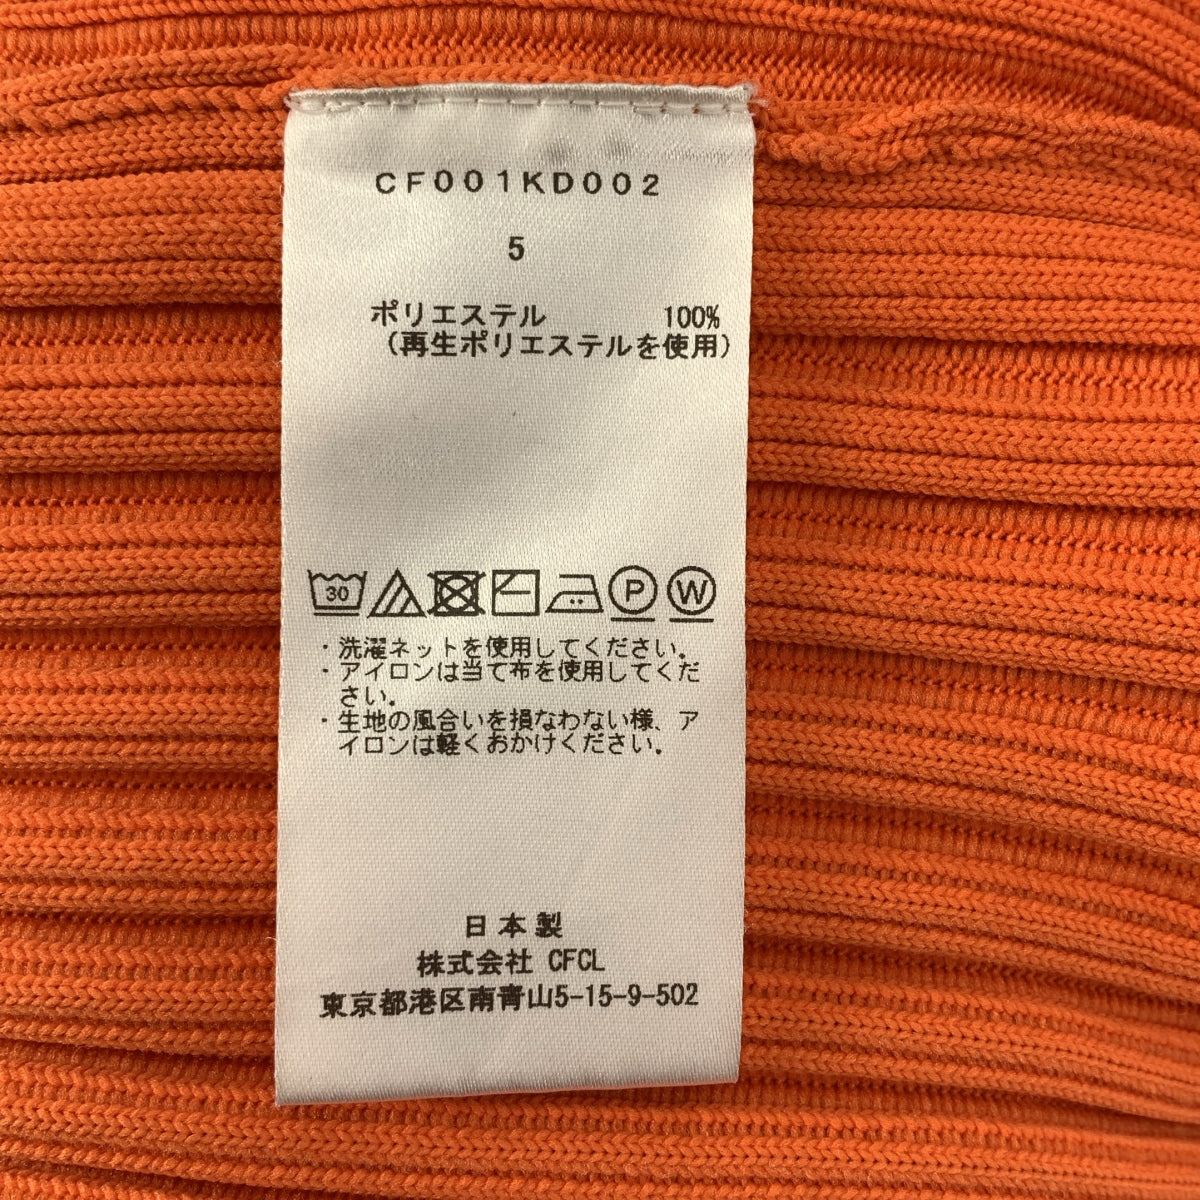 CF001KD002
5
ポリエステル 100%
(再生ポリエステルを使用)
30 P W
・洗濯ネットを使用してください。
・アイロンは当て布を使用してくだ
さい。
・生地の風合いを損なわない様、ア
イロンは軽くおかけください。
日本製
株式会社 CFCL
東京都港区南青山5-15-9-502